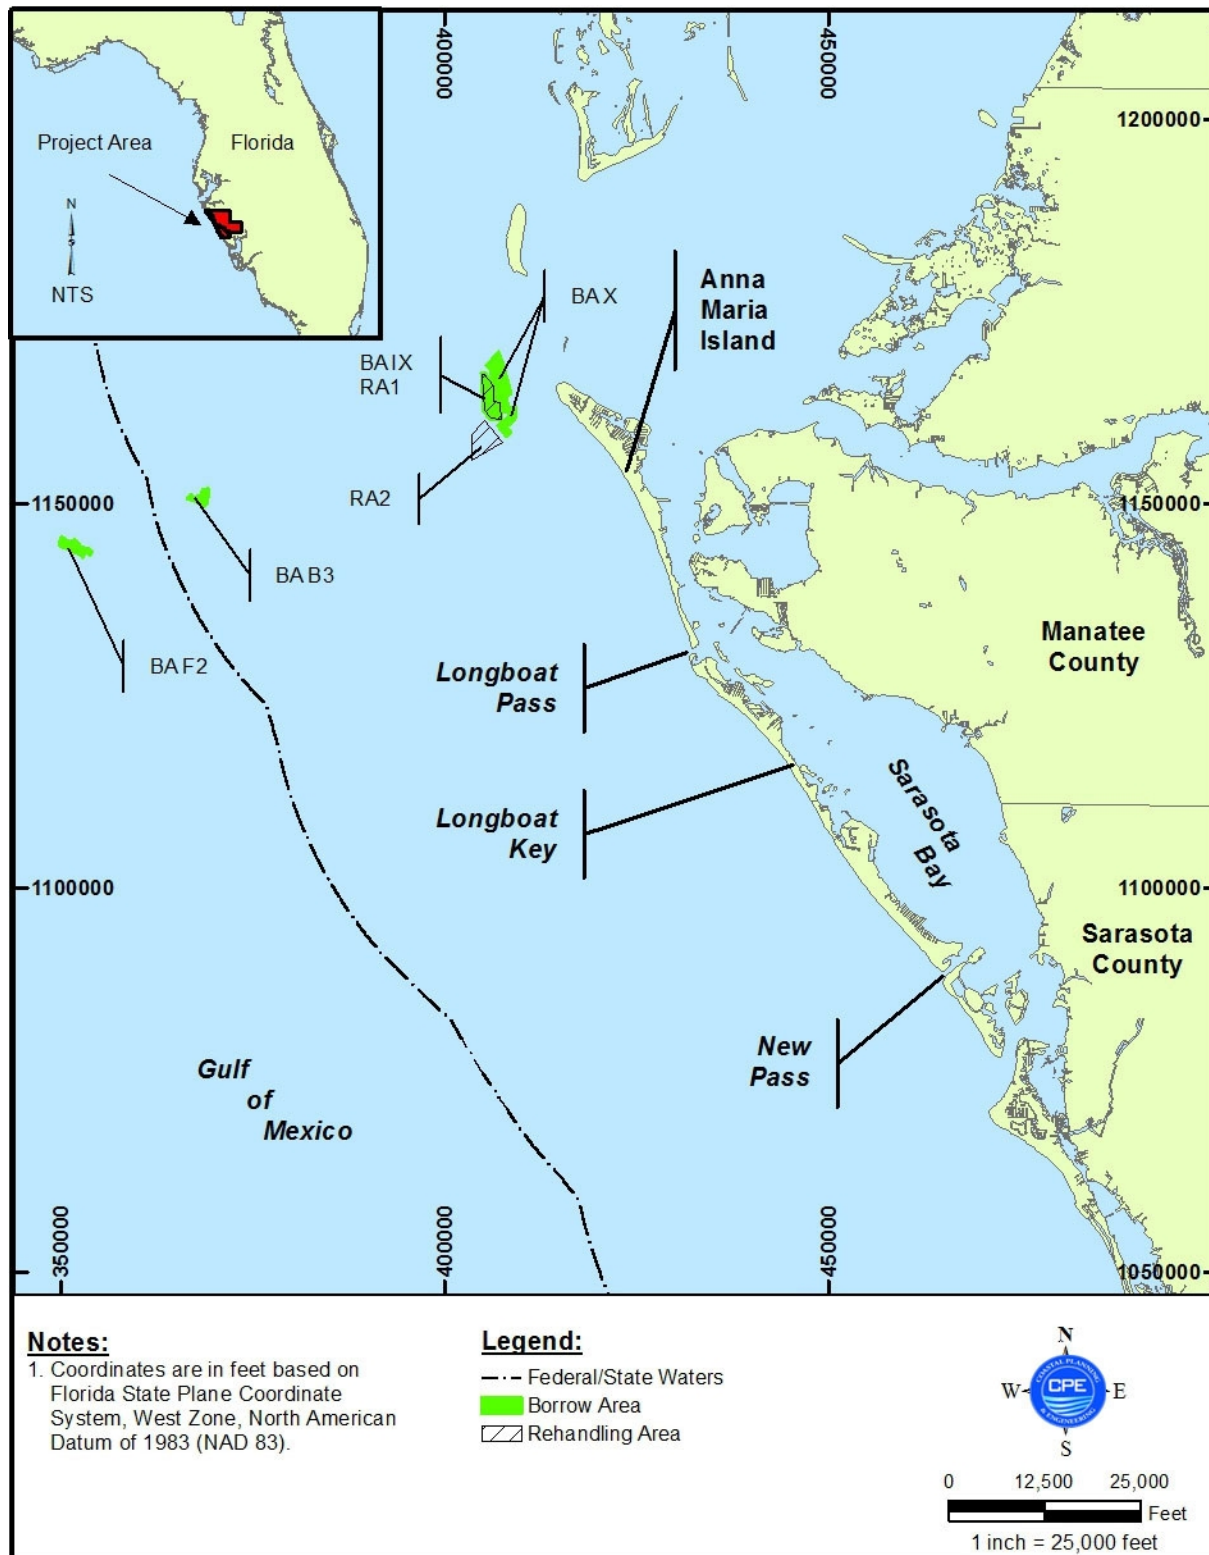 400000
450000
1200000
Project Area
Florida
N
NTS
BA X
Anna
Maria
Island
BAIX
RA1
RA2
1150000
1150000
BA B3
BA F2
Manatee
County
Longboat
Pass
Sarasota
Bay
Longboat
Key
1100000
1100000
Sarasota
County
New
Pass
Gulf
of
Mexico
350000
400000
450000
1050000
Notes:
1. Coordinates are in feet based on
Florida State Plane Coordinate
System, West Zone, North American
Datum of 1983 (NAD 83).
Legend:
Federal/State Waters
Borrow Area
Rehandling Area
N
W
E
S
COASTAL PLANNING
CPE
& ENGINEERING
0 12,500 25,000
Feet
1 inch = 25,000 feet